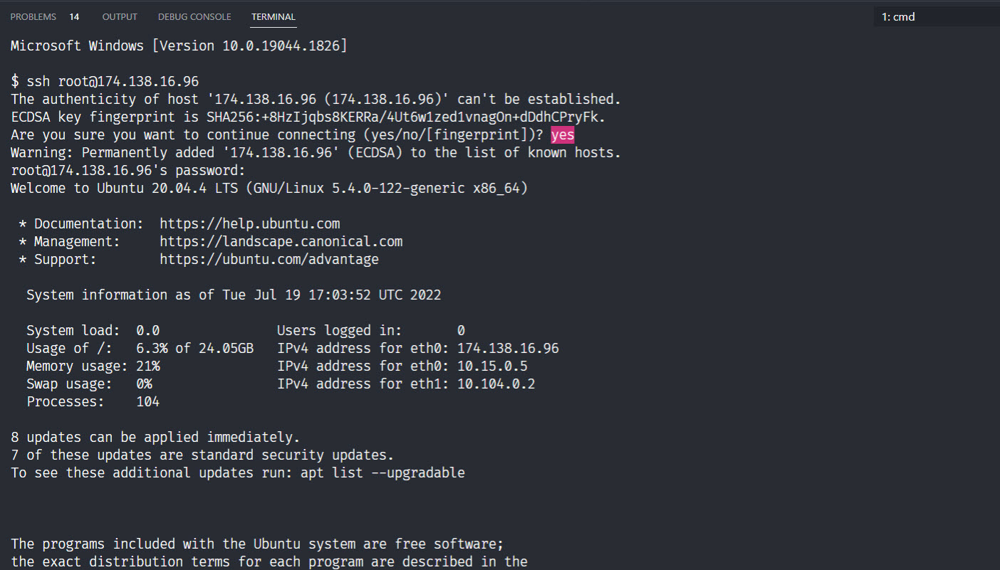 PROBLEMS 14 OUTPUT DEBUG CONSOLE TERMINAL 1: cmd
Microsoft Windows [Version 10.0.19044.1826]
$ ssh root@174.138.16.96
The authenticity of host '174.138.16.96 (174.138.16.96)' can't be established.
ECDSA key fingerprint is SHA256:+8HzIjqbs8KERRa/4Ut6w1zed1vnagOn+dDdhCPryFk.
Are you sure you want to continue connecting (yes/no/[fingerprint])? yes
Warning: Permanently added '174.138.16.96' (ECDSA) to the list of known hosts.
root@174.138.16.96's password:
Welcome to Ubuntu 20.04.4 LTS (GNU/Linux 5.4.0-122-generic x86_64)
* Documentation: https://help.ubuntu.com
* Management: https://landscape.canonical.com
* Support: https://ubuntu.com/advantage
System information as of Tue Jul 19 17:03:52 UTC 2022
System load: 0.0 Users logged in: 0
Usage of /: 6.3% of 24.05GB IPv4 address for eth0: 174.138.16.96
Memory usage: 21% IPv4 address for eth0: 10.15.0.5
Swap usage: 0% IPv4 address for eth1: 10.104.0.2
Processes: 104
8 updates can be applied immediately.
7 of these updates are standard security updates.
To see these additional updates run: apt list --upgradable
The programs included with the Ubuntu system are free software;
the exact distribution terms for each program are described in the